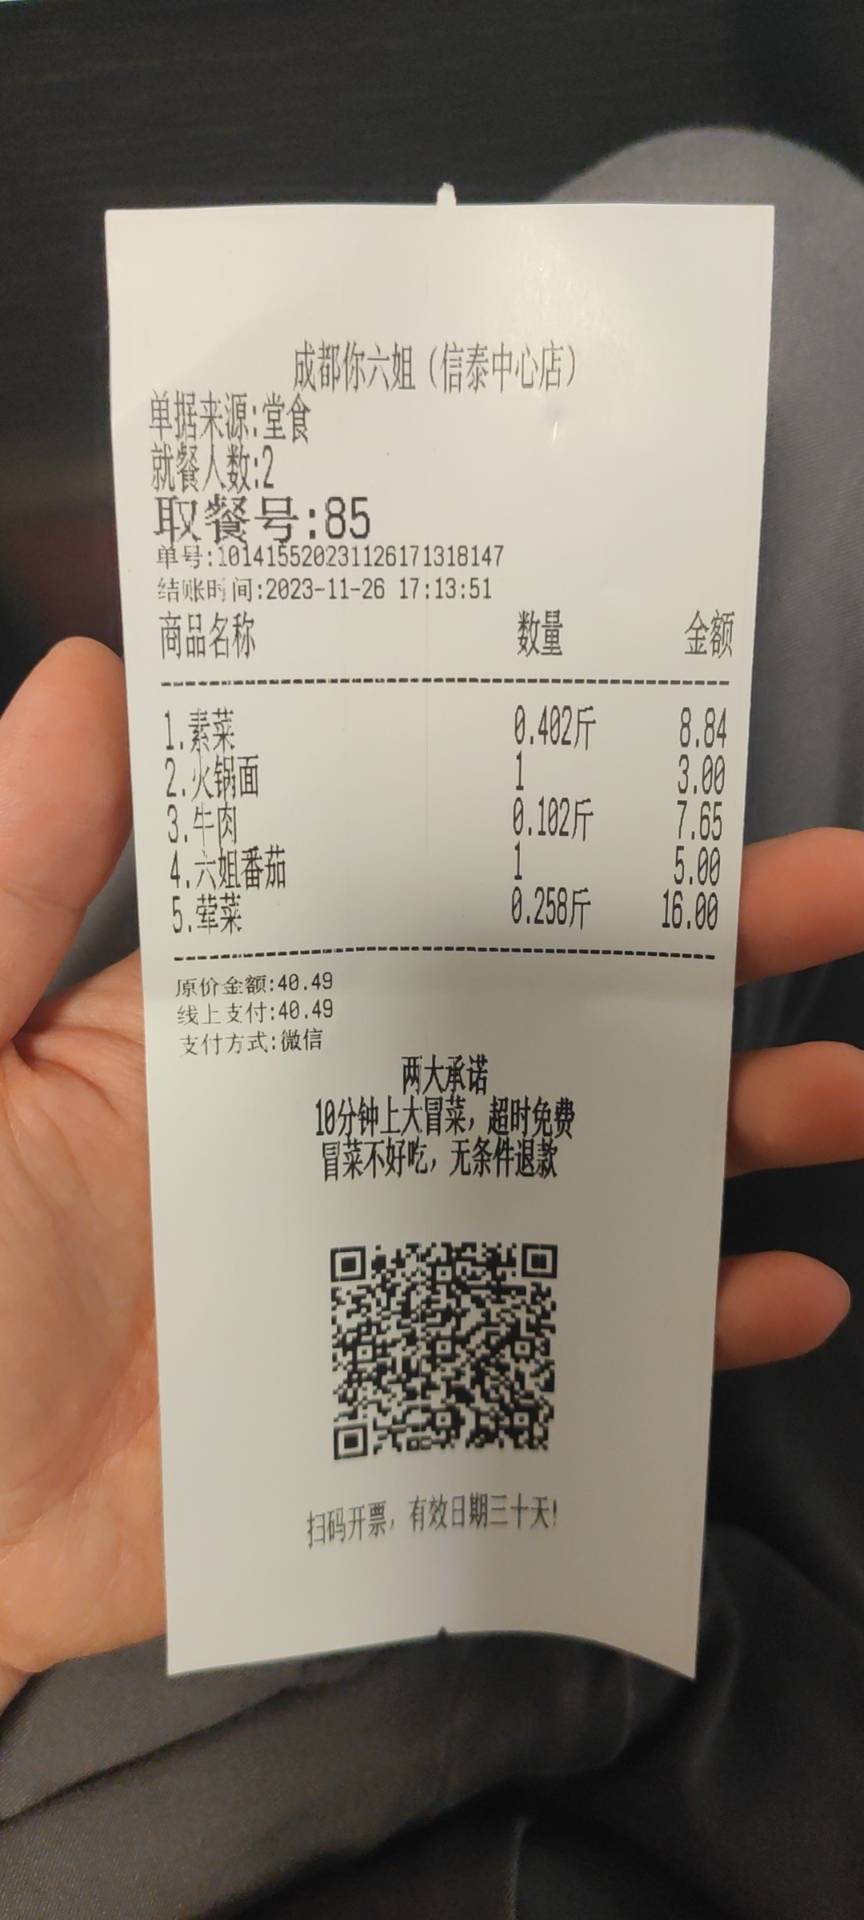 成都你六姐（信泰中心店）
单据来源:堂食
就餐人数:2
取餐号:85
单号:101415520231126171318147
结账时间:2023-11-26 17:13:51
商品名称 数量 金额
1.素菜 0.402斤 8.84
2.火锅面 1 3.00
3.牛肉 0.102斤 7.65
4.六姐番茄 1 5.00
5.荤菜 0.258斤 16.00
原价金额:40.49
线上支付:40.49
支付方式:微信
两大承诺
10分钟上大冒菜，超时免费
冒菜不好吃，无条件退款
扫码开票，有效日期三十天!